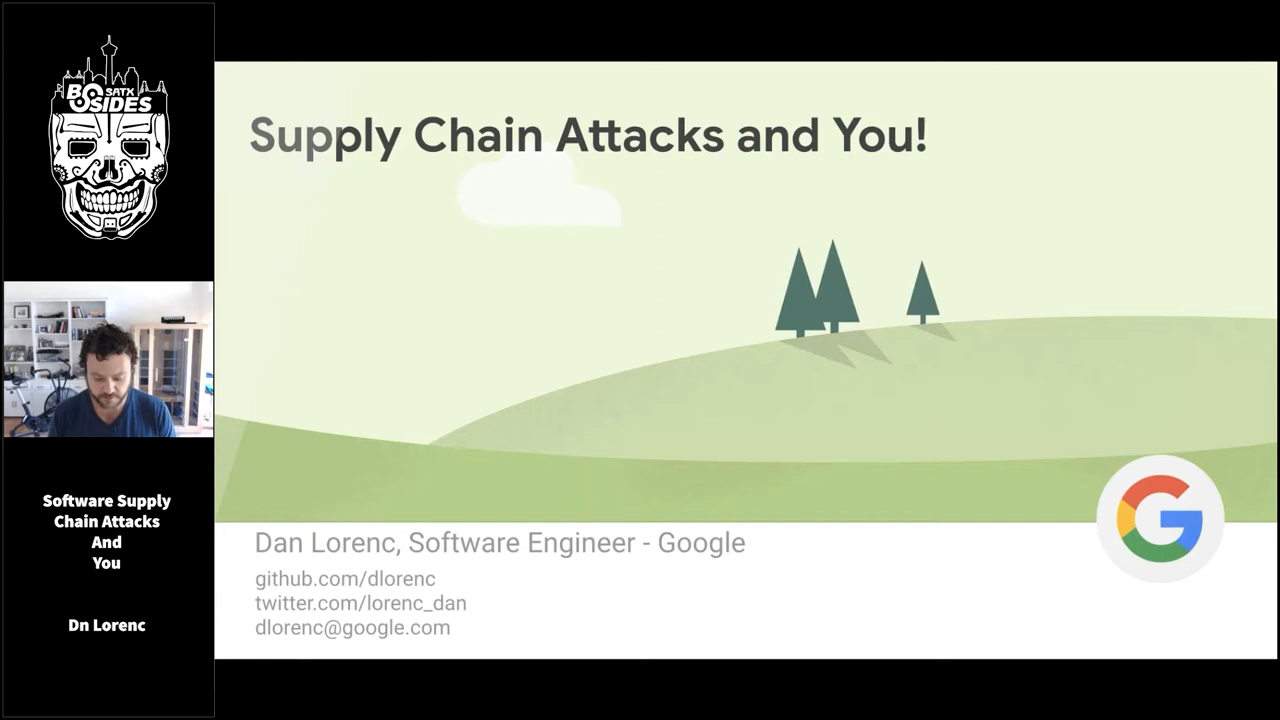 BSIDES
SATX
Software Supply
Chain Attacks
And
You
Dn Lorenc
Supply Chain Attacks and You!
Dan Lorenc, Software Engineer - Google
github.com/dlorenc
twitter.com/lorenc_dan
dlorenc@google.com
G